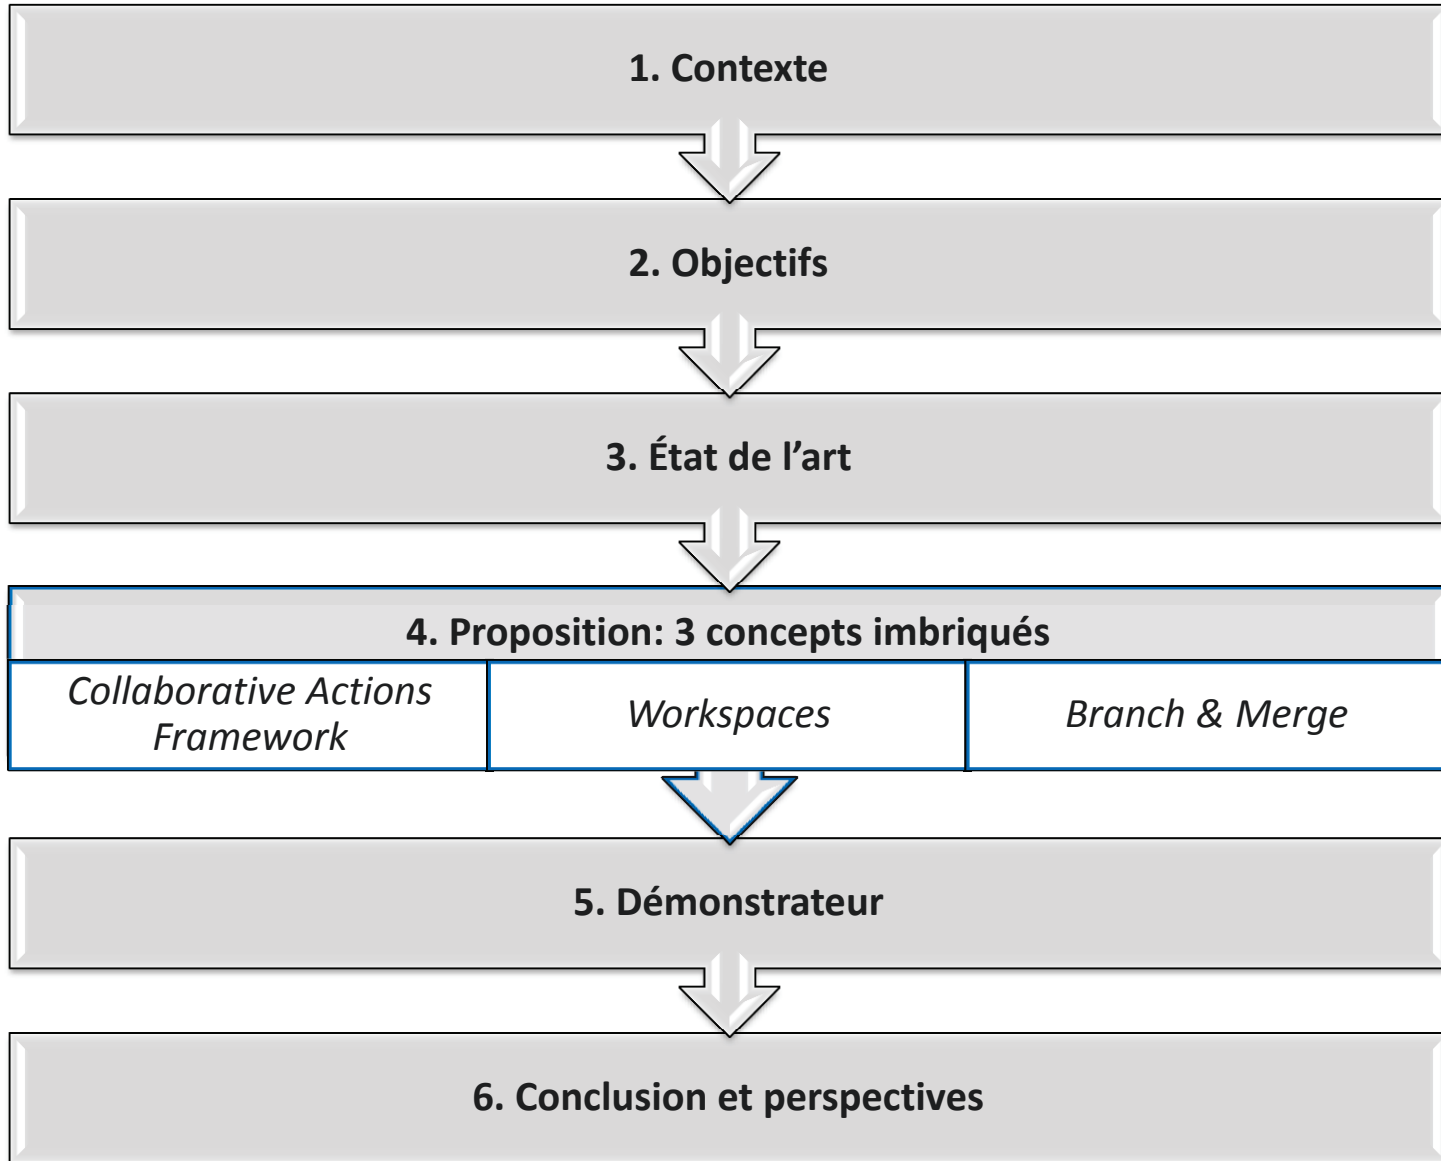 1. Contexte
2. Objectifs
3. État de l’art
4. Proposition: 3 concepts imbriqués
Collaborative Actions
Framework
Workspaces
Branch & Merge
5. Démonstrateur
6. Conclusion et perspectives